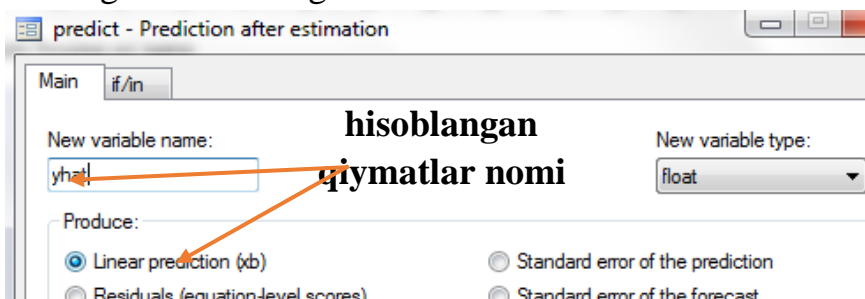 predict - Prediction after estimation
Main if/in
hisoblangan
qiymatlar nomi
New variable name:
New variable type:
yhat
float
Produce:
Linear prediction (xb)
Standard error of the prediction
Residuals (equation-level scores)
Standard error of the forecast